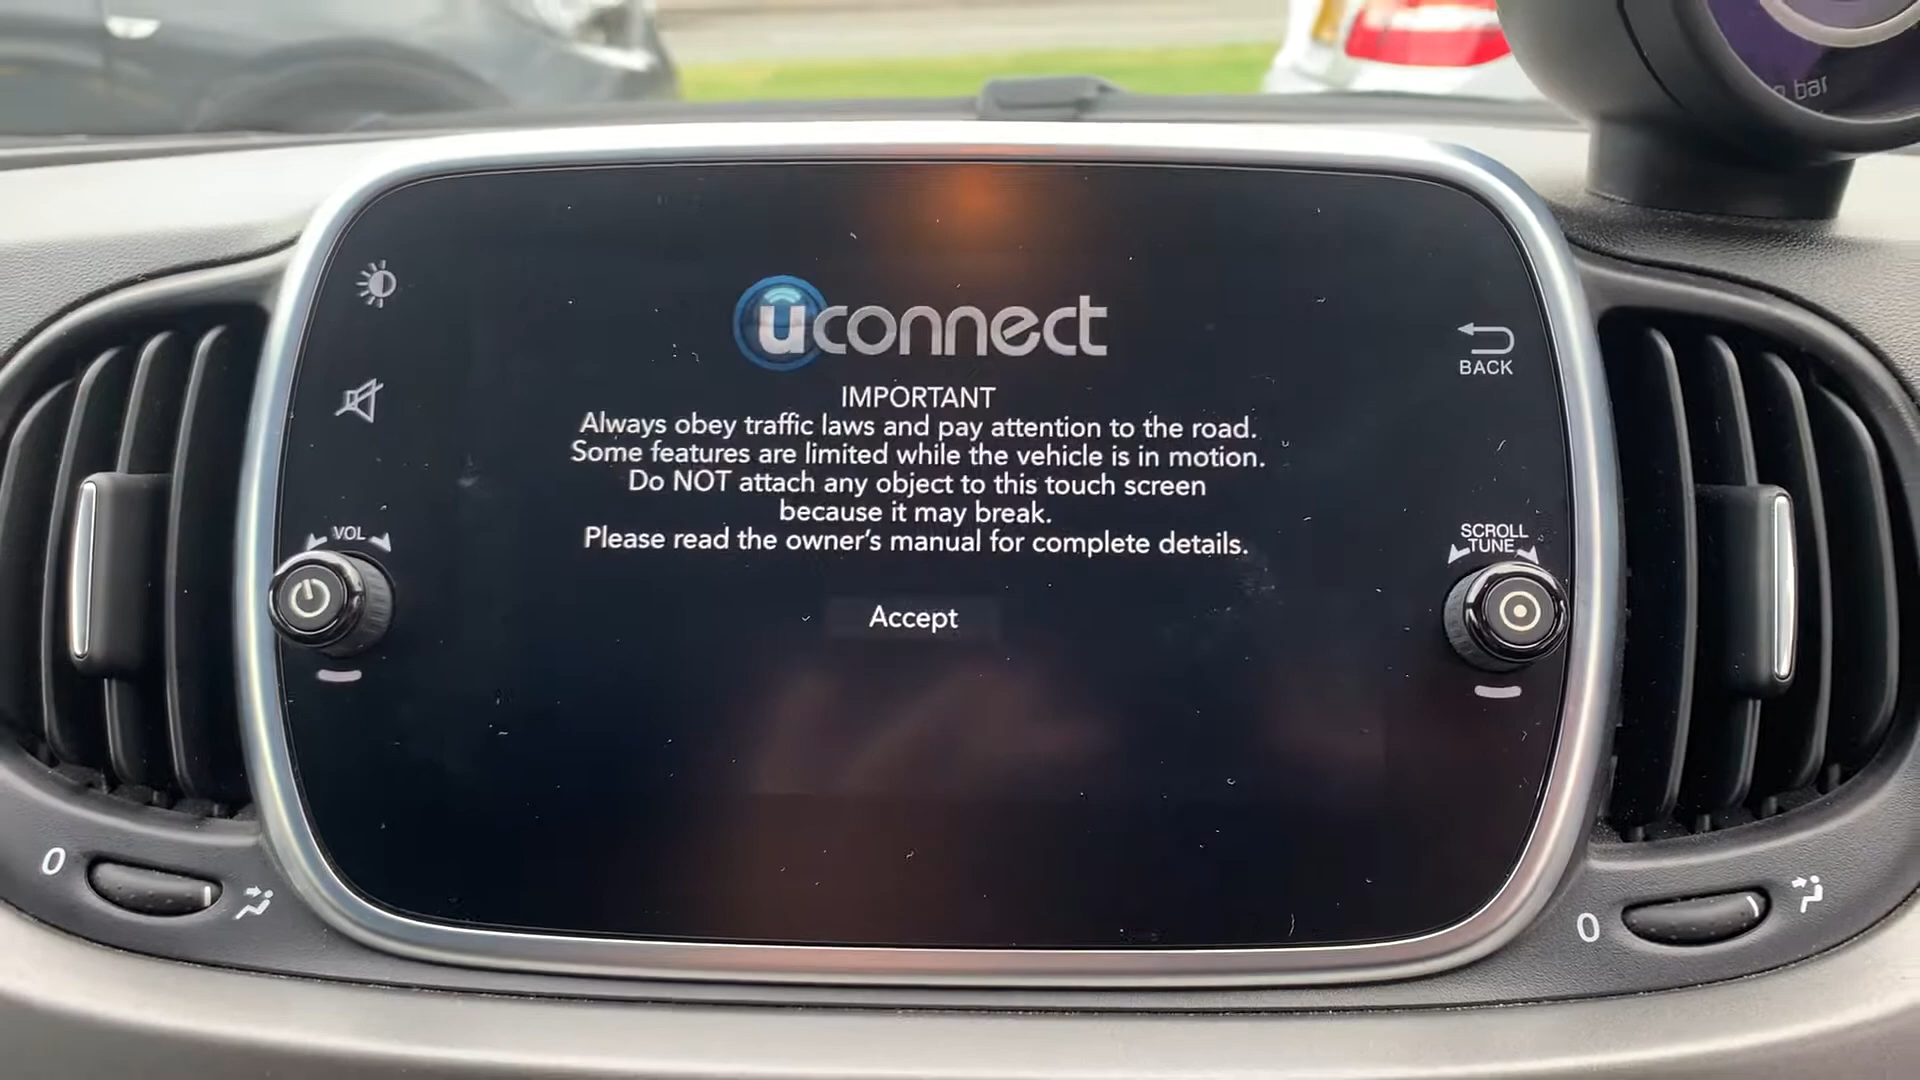 bar
uconnect
BACK
IMPORTANT
Always obey traffic laws and pay attention to the road.
Some features are limited while the vehicle is in motion.
Do NOT attach any object to this touch screen
because it may break.
Please read the owner's manual for complete details.
VOL
SCROLL
TUNE
Accept
0
0